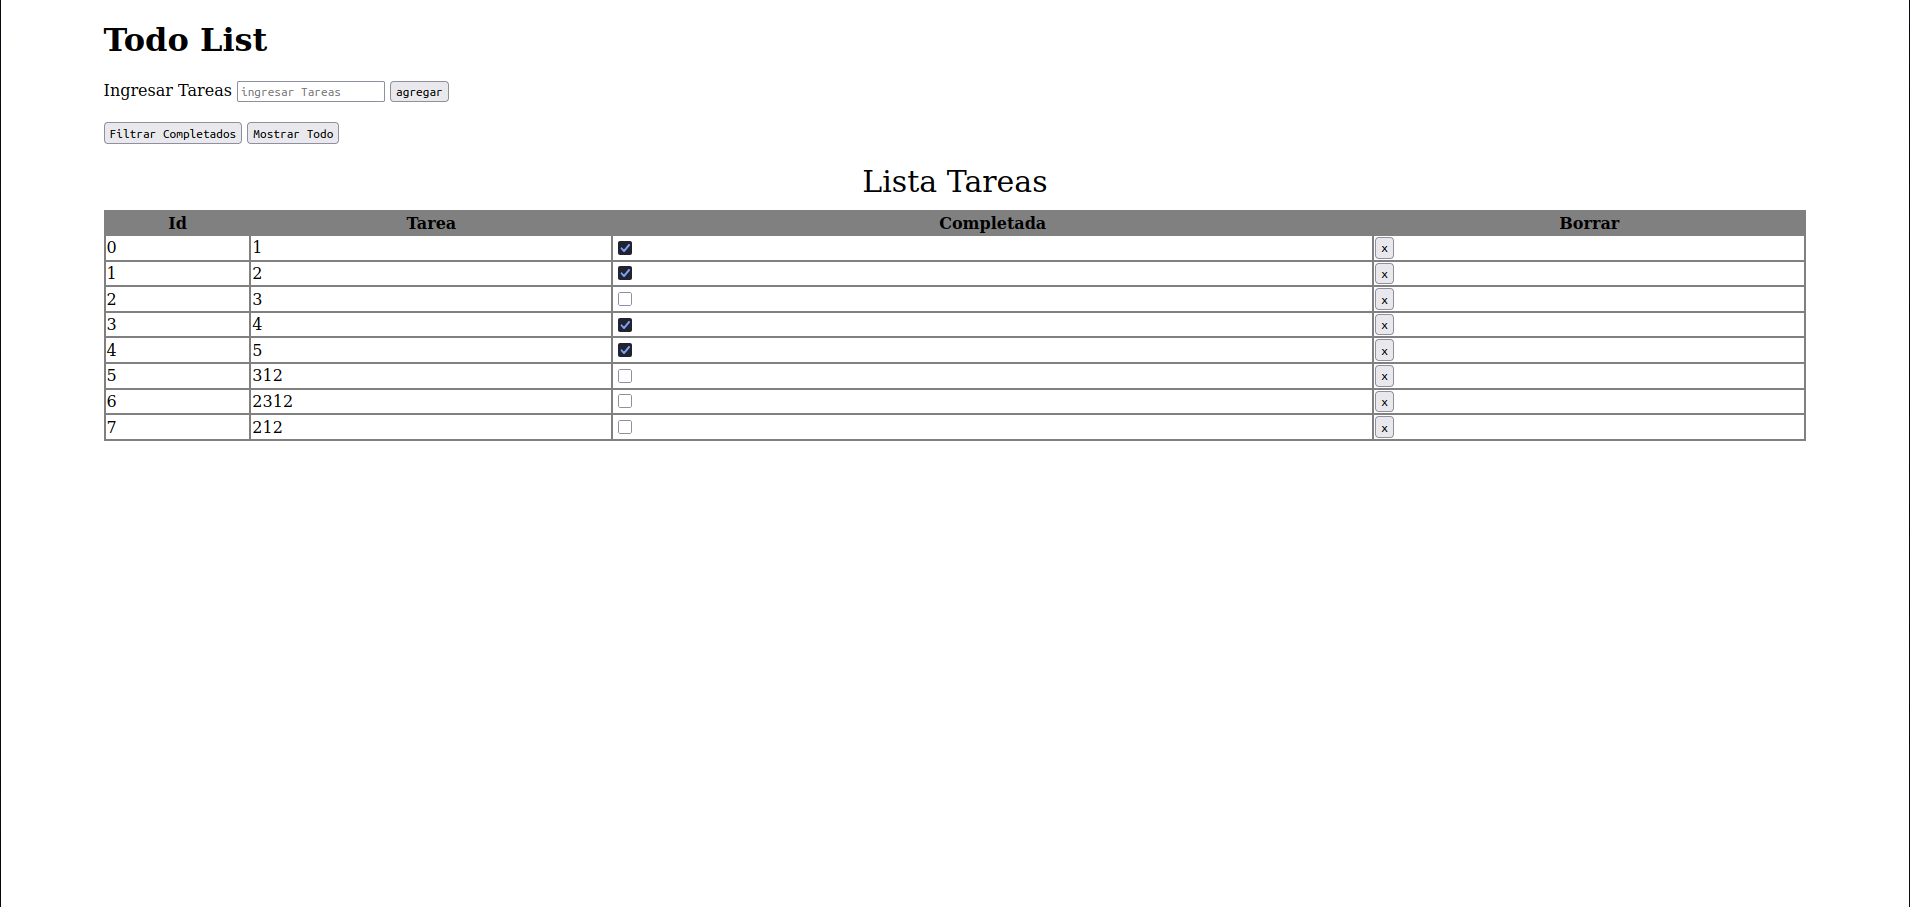 Todo List
Ingresar Tareas ingresar Tareas agregar
Filtrar Completados Mostrar Todo
Lista Tareas
Id Tarea Completada Borrar
0 1 x
1 2 x
2 3 x
3 4 x
4 5 x
5 312 x
6 2312 x
7 212 x